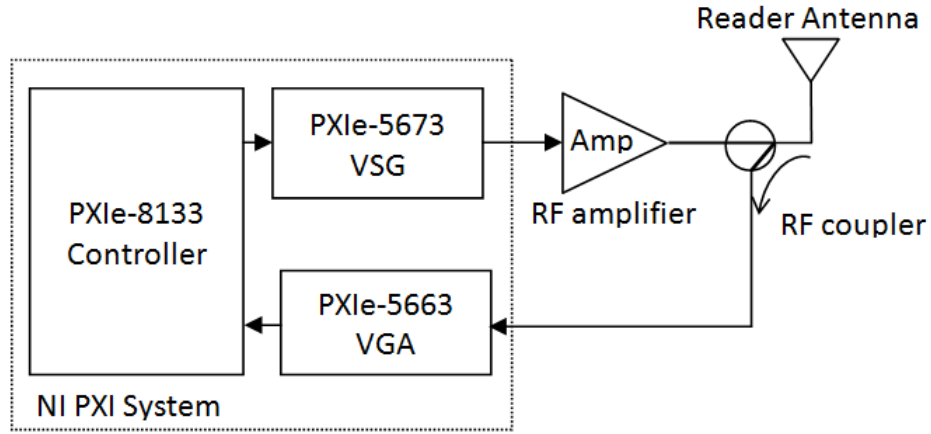 Reader Antenna
PXIe-5673
VSG
Amp
RF amplifier
RF coupler
PXIe-8133
Controller
PXIe-5663
VGA
NI PXI System